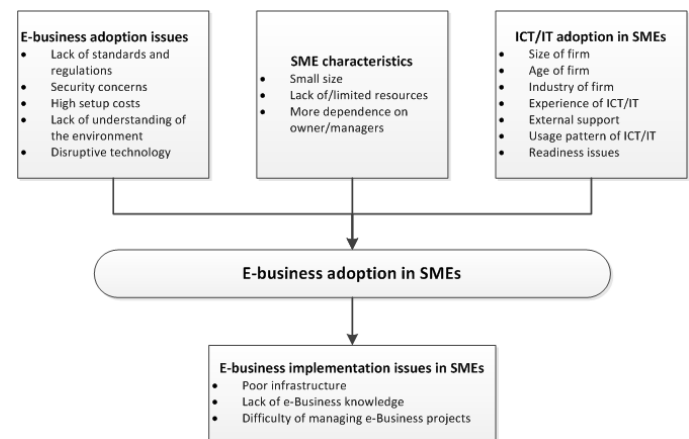 E-business adoption issues
• Lack of standards and
regulations
• Security concerns
• High setup costs
• Lack of understanding of
the environment
• Disruptive technology
SME characteristics
• Small size
• Lack of/limited resources
• More dependence on
owner/managers
ICT/IT adoption in SMEs
• Size of firm
• Age of firm
• Industry of firm
• Experience of ICT/IT
• External support
• Usage pattern of ICT/IT
• Readiness issues
E-business adoption in SMEs
E-business implementation issues in SMEs
• Poor infrastructure
• Lack of e-Business knowledge
• Difficulty of managing e-Business projects